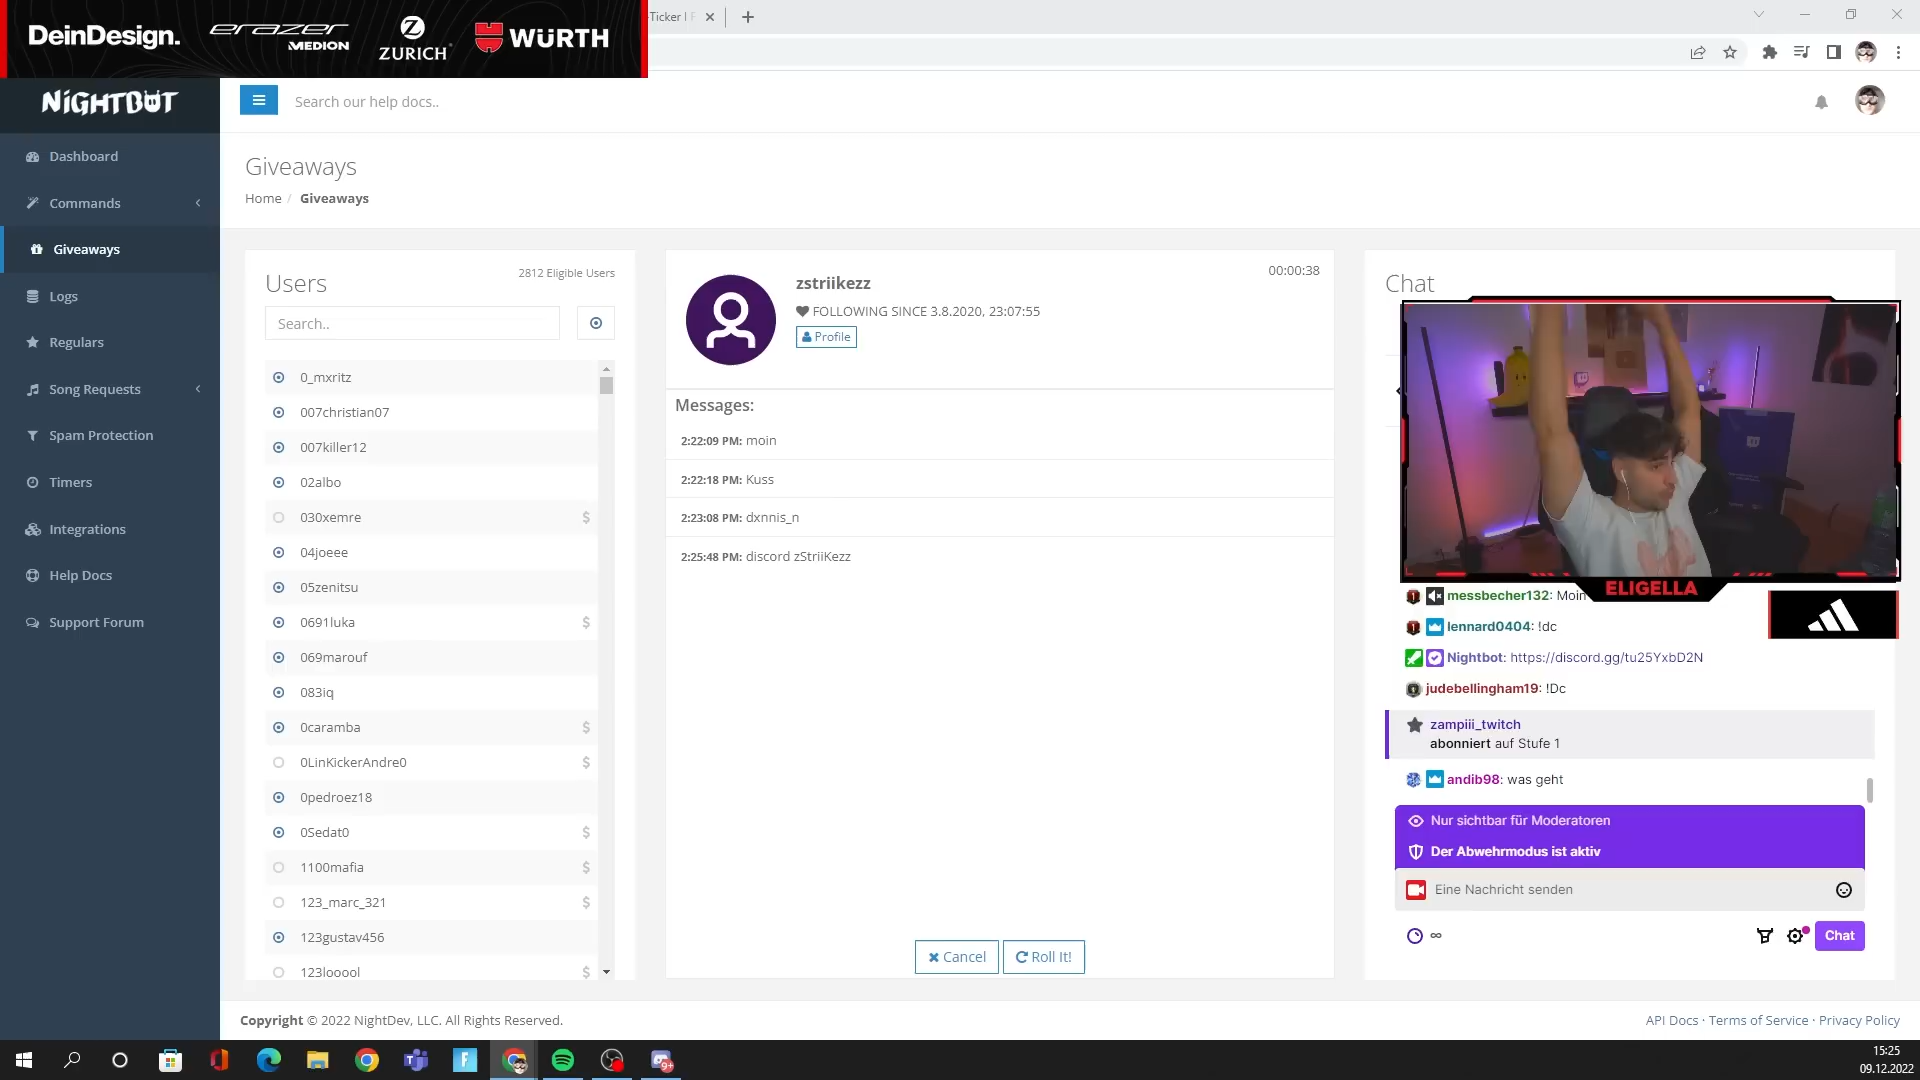 DeinDesign.
erazer
MEDION
ZURICH
WÜRTH
-Ticker | F
NIGHTBOT
Search our help docs..
Dashboard
Commands
Giveaways
Logs
Regulars
Song Requests
Spam Protection
Timers
Integrations
Help Docs
Support Forum
Giveaways
Home / Giveaways
Users
2812 Eligible Users
Search..
0_mxritz
007christian07
007killer12
02albo
030xemre $
04joeee
05zenitsu
0691luka $
069marouf
083iq
0caramba $
0LinKickerAndre0 $
0pedroez18
0Sedat0 $
1100mafia $
123_marc_321 $
123gustav456
123looool $
zstriikezz
00:00:38
FOLLOWING SINCE 3.8.2020, 23:07:55
Profile
Messages:
2:22:09 PM: moin
2:22:18 PM: Kuss
2:23:08 PM: dxnnis_n
2:25:48 PM: discord zStriiKezz
Cancel
Roll It!
Chat
ELIGELLA
messbecher132: Moin
lennard0404: !dc
Nightbot: https://discord.gg/tu25YxbD2N
judebellingham19: !Dc
zampiii_twitch
abonniert auf Stufe 1
andib98: was geht
Nur sichtbar für Moderatoren
Der Abwehrmodus ist aktiv
Eine Nachricht senden
∞
Chat
Copyright © 2022 NightDev, LLC. All Rights Reserved.
API Docs · Terms of Service · Privacy Policy
9+
15:25
09.12.2022